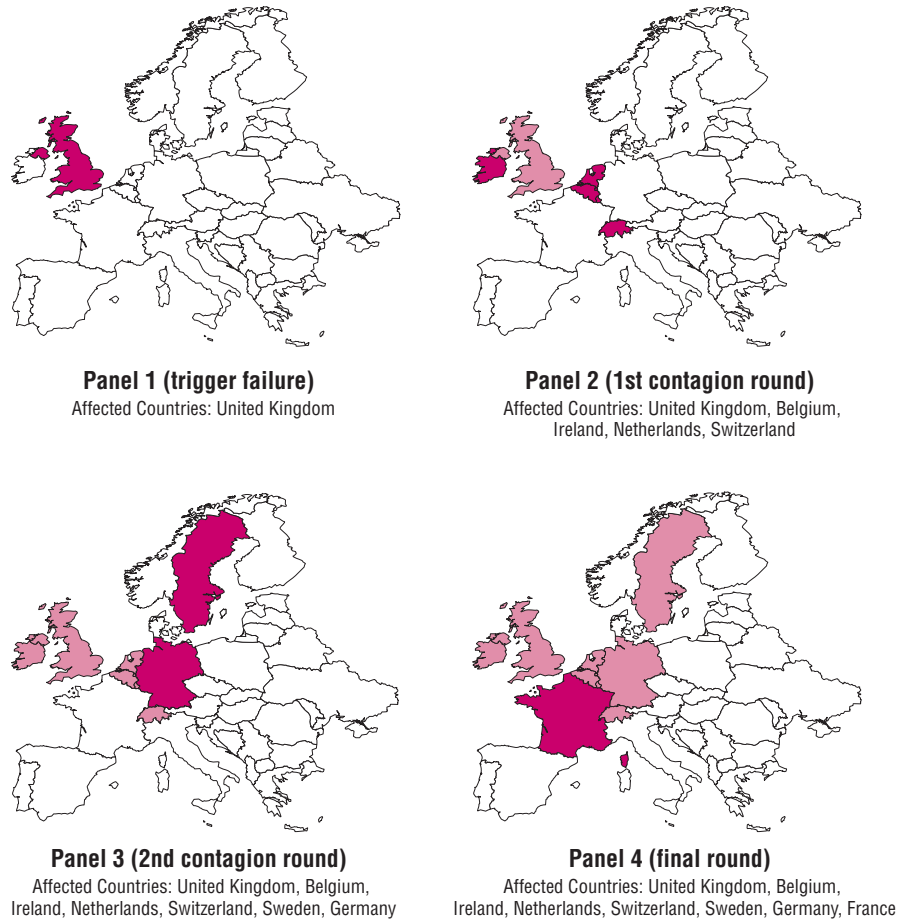 Panel 1 (trigger failure)
Affected Countries: United Kingdom
Panel 2 (1st contagion round)
Affected Countries: United Kingdom, Belgium,
Ireland, Netherlands, Switzerland
Panel 3 (2nd contagion round)
Affected Countries: United Kingdom, Belgium,
Ireland, Netherlands, Switzerland, Sweden, Germany
Panel 4 (final round)
Affected Countries: United Kingdom, Belgium,
Ireland, Netherlands, Switzerland, Sweden, Germany, France